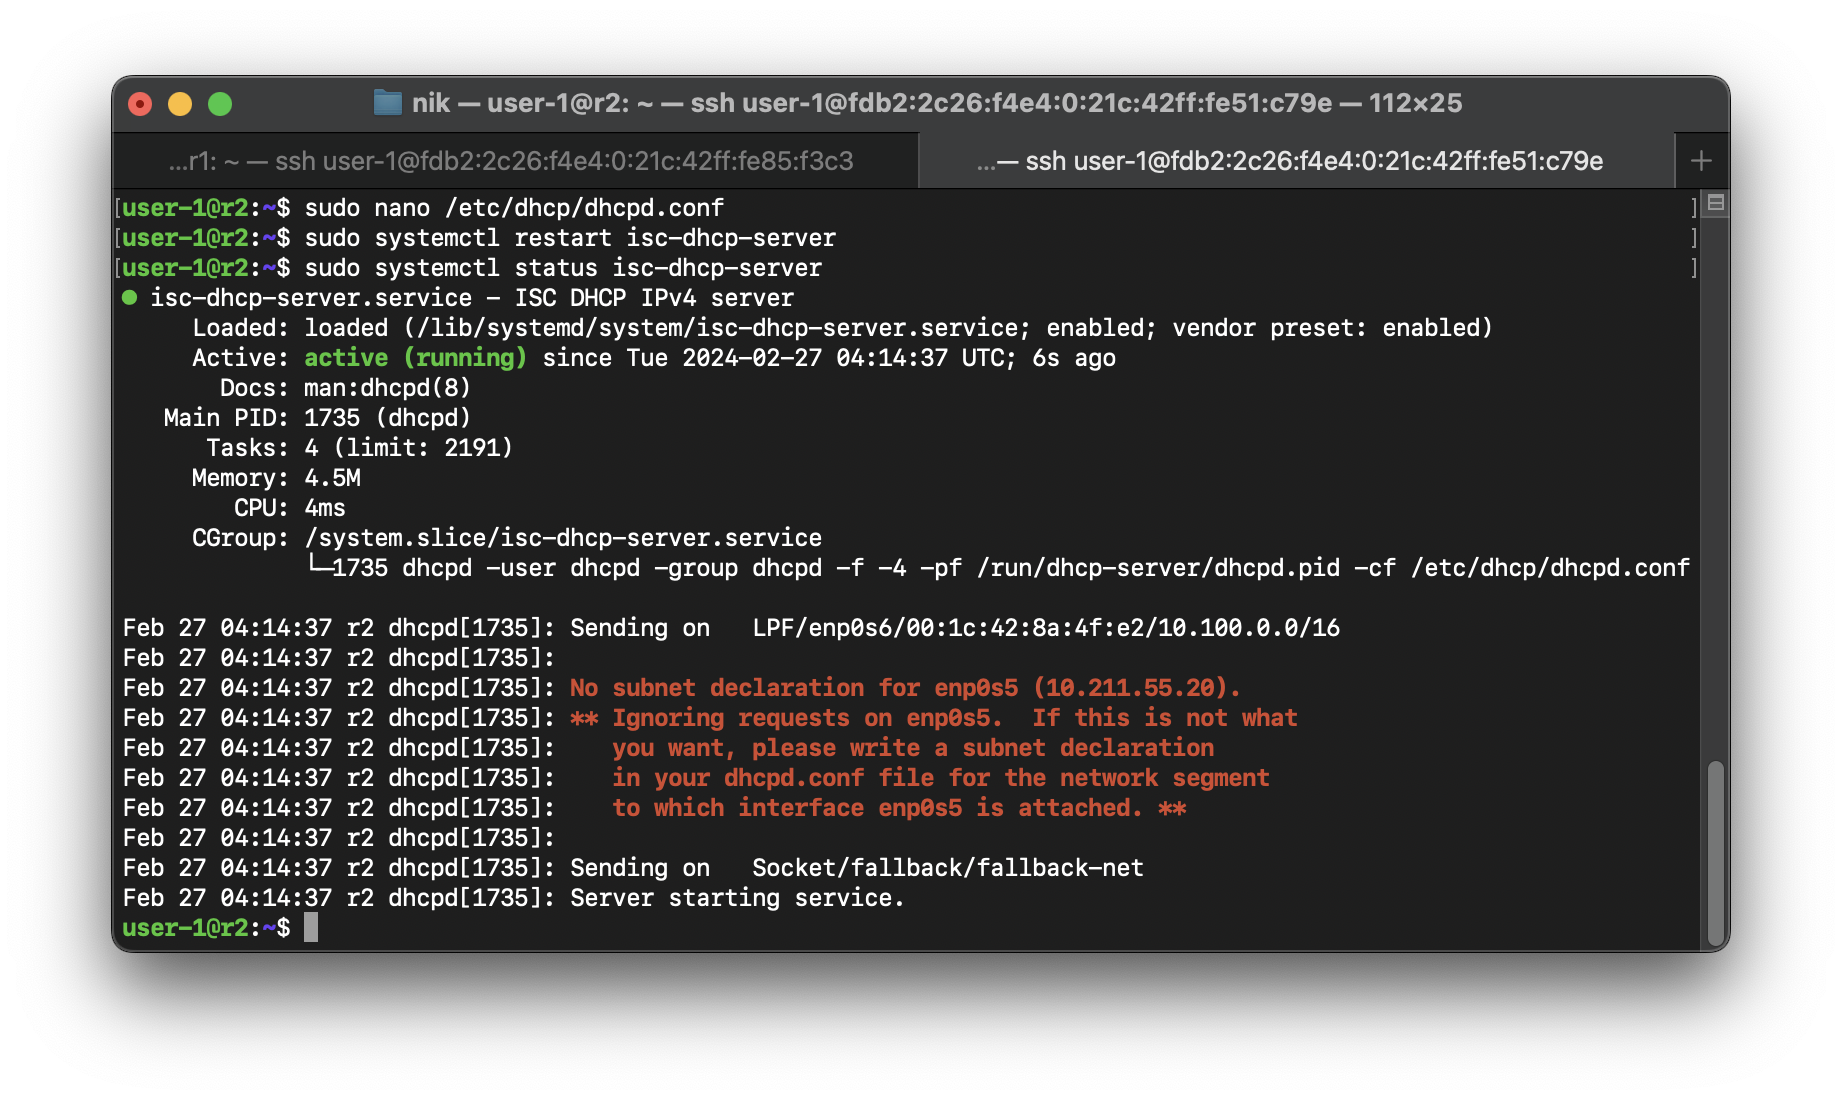 nik — user-1@r2: ~ — ssh user-1@fdb2:2c26:f4e4:0:21c:42ff:fe51:c79e — 112×25
...r1: ~ — ssh user-1@fdb2:2c26:f4e4:0:21c:42ff:fe85:f3c3
...— ssh user-1@fdb2:2c26:f4e4:0:21c:42ff:fe51:c79e
+
[user-1@r2:~$ sudo nano /etc/dhcp/dhcpd.conf ]
[user-1@r2:~$ sudo systemctl restart isc-dhcp-server ]
[user-1@r2:~$ sudo systemctl status isc-dhcp-server ]
● isc-dhcp-server.service - ISC DHCP IPv4 server
Loaded: loaded (/lib/systemd/system/isc-dhcp-server.service; enabled; vendor preset: enabled)
Active: active (running) since Tue 2024-02-27 04:14:37 UTC; 6s ago
Docs: man:dhcpd(8)
Main PID: 1735 (dhcpd)
Tasks: 4 (limit: 2191)
Memory: 4.5M
CPU: 4ms
CGroup: /system.slice/isc-dhcp-server.service
└─1735 dhcpd -user dhcpd -group dhcpd -f -4 -pf /run/dhcp-server/dhcpd.pid -cf /etc/dhcp/dhcpd.conf
Feb 27 04:14:37 r2 dhcpd[1735]: Sending on   LPF/enp0s6/00:1c:42:8a:4f:e2/10.100.0.0/16
Feb 27 04:14:37 r2 dhcpd[1735]:
Feb 27 04:14:37 r2 dhcpd[1735]: No subnet declaration for enp0s5 (10.211.55.20).
Feb 27 04:14:37 r2 dhcpd[1735]: ** Ignoring requests on enp0s5.  If this is not what
Feb 27 04:14:37 r2 dhcpd[1735]:    you want, please write a subnet declaration
Feb 27 04:14:37 r2 dhcpd[1735]:    in your dhcpd.conf file for the network segment
Feb 27 04:14:37 r2 dhcpd[1735]:    to which interface enp0s5 is attached. **
Feb 27 04:14:37 r2 dhcpd[1735]:
Feb 27 04:14:37 r2 dhcpd[1735]: Sending on   Socket/fallback/fallback-net
Feb 27 04:14:37 r2 dhcpd[1735]: Server starting service.
user-1@r2:~$